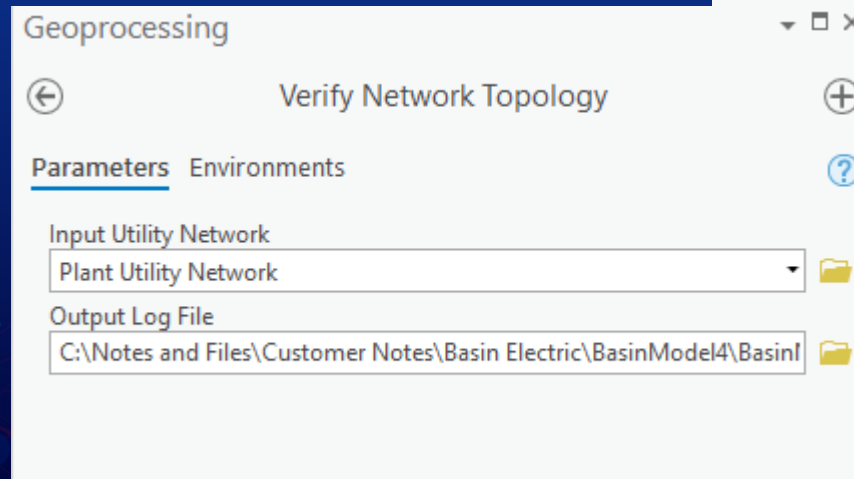 Geoprocessing
Verify Network Topology
Parameters Environments
Input Utility Network
Plant Utility Network
Output Log File
C:\Notes and Files\Customer Notes\Basin Electric\BasinModel4\